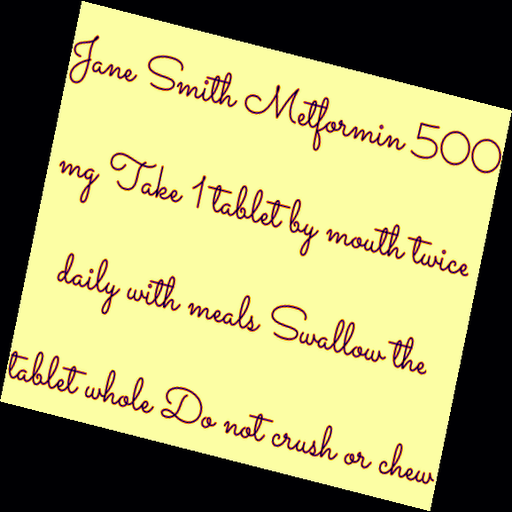 Jane Smith Metformin 500
mg Take 1 tablet by mouth twice
daily with meals Swallow the
tablet whole Do not crush or chew